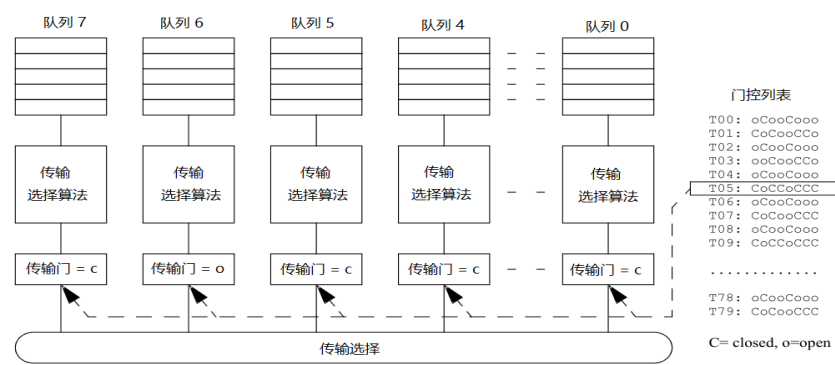 队列 7 队列 6 队列 5 队列 4 队列 0
传输 传输 传输 传输 传输
选择算法 选择算法 选择算法 选择算法 选择算法
传输门 = c 传输门 = o 传输门 = c 传输门 = c 传输门 = c
传输选择
门控列表
T00: oCooCooo
T01: CoCooCCo
T02: oCooCooo
T03: ooCooCCo
T04: oCooCooo
T05: CoCCoCCC
T06: oCooCooo
T07: CoCooCCC
T08: oCooCooo
T09: CoCCoCCC
. . . . . . . . . . . . .
T78: oCooCooo
T79: CoCooCCC
C= closed, o=open